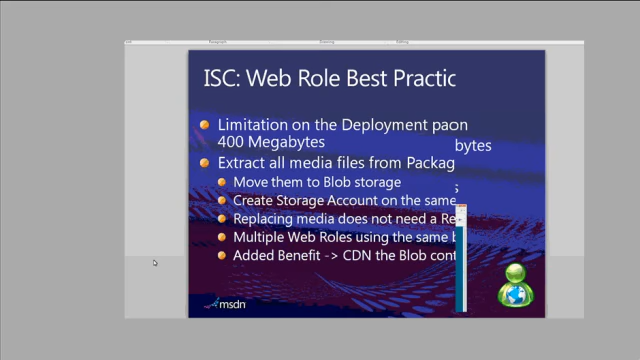 ISC: Web Role Best Practic
Limitation on the Deployment paon
400 Megabytes
bytes
Extract all media files from Packag
Move them to Blob storage
s
Create Storage Account on the same
Replacing media does not need a Re
Multiple Web Roles using the same b
Added Benefit -> CDN the Blob cont
msdn